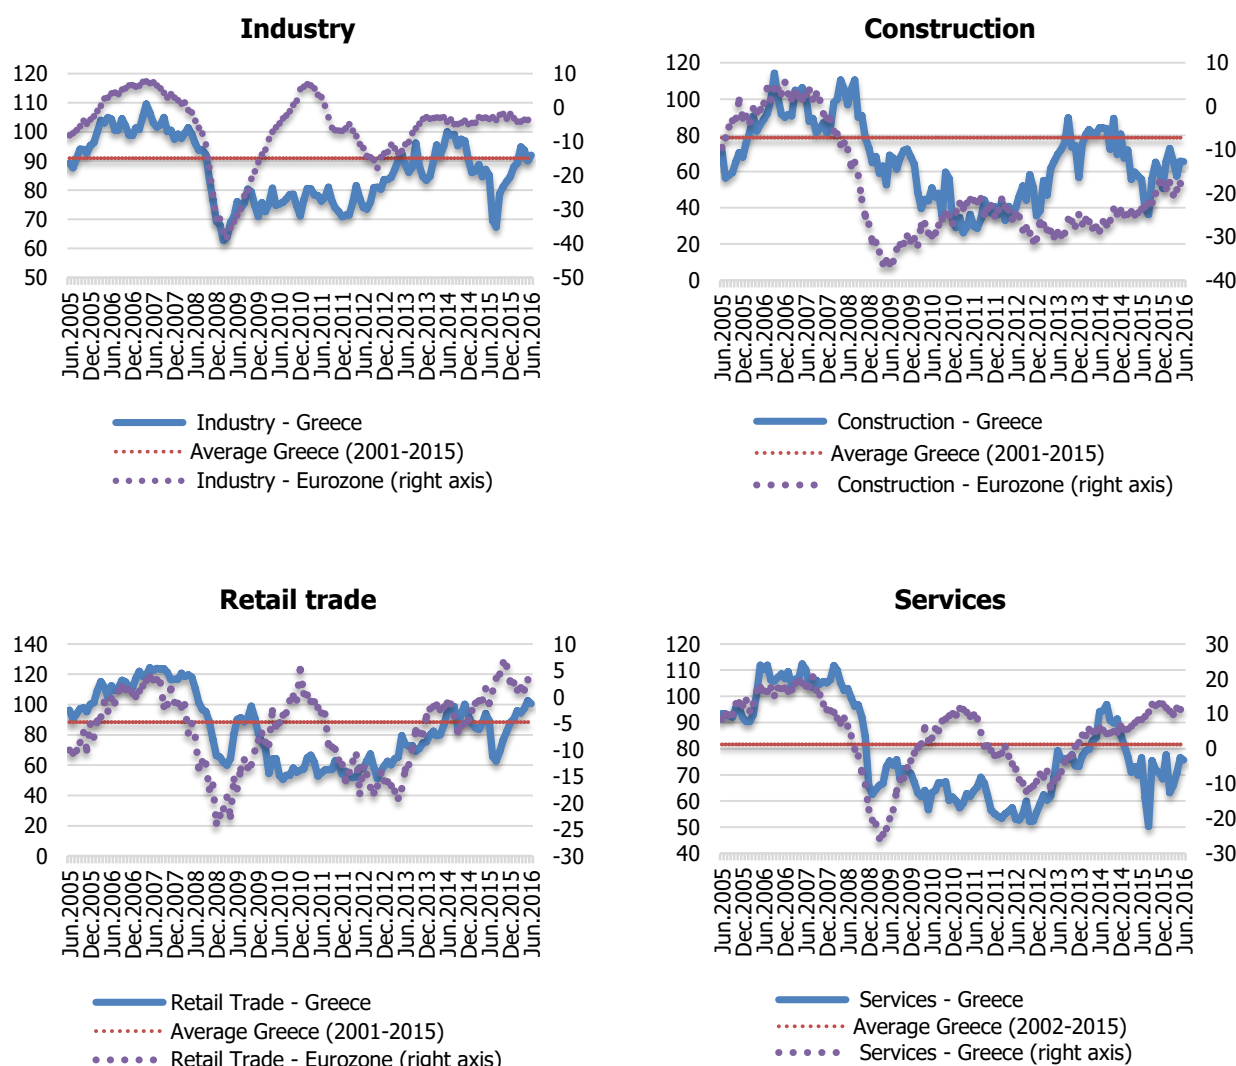 Industry
120
110
100
90
80
70
60
50
10
0
-10
-20
-30
-40
-50
Jun.2005
Dec.2005
Jun.2006
Dec.2006
Jun.2007
Dec.2007
Jun.2008
Dec.2008
Jun.2009
Dec.2009
Jun.2010
Dec.2010
Jun.2011
Dec.2011
Jun.2012
Dec.2012
Jun.2013
Dec.2013
Jun.2014
Dec.2014
Jun.2015
Dec.2015
Jun.2016
Industry - Greece
Average Greece (2001-2015)
Industry - Eurozone (right axis)
Construction
120
100
80
60
40
20
0
10
0
-10
-20
-30
-40
Jun.2005
Dec.2005
Jun.2006
Dec.2006
Jun.2007
Dec.2007
Jun.2008
Dec.2008
Jun.2009
Dec.2009
Jun.2010
Dec.2010
Jun.2011
Dec.2011
Jun.2012
Dec.2012
Jun.2013
Dec.2013
Jun.2014
Dec.2014
Jun.2015
Dec.2015
Jun.2016
Construction - Greece
Average Greece (2001-2015)
Construction - Eurozone (right axis)
Retail trade
140
120
100
80
60
40
20
0
10
5
0
-5
-10
-15
-20
-25
-30
Jun.2005
Dec.2005
Jun.2006
Dec.2006
Jun.2007
Dec.2007
Jun.2008
Dec.2008
Jun.2009
Dec.2009
Jun.2010
Dec.2010
Jun.2011
Dec.2011
Jun.2012
Dec.2012
Jun.2013
Dec.2013
Jun.2014
Dec.2014
Jun.2015
Dec.2015
Jun.2016
Retail Trade - Greece
Average Greece (2001-2015)
Retail Trade - Eurozone (right axis)
Services
120
110
100
90
80
70
60
50
40
30
20
10
0
-10
-20
-30
Jun.2005
Dec.2005
Jun.2006
Dec.2006
Jun.2007
Dec.2007
Jun.2008
Dec.2008
Jun.2009
Dec.2009
Jun.2010
Dec.2010
Jun.2011
Dec.2011
Jun.2012
Dec.2012
Jun.2013
Dec.2013
Jun.2014
Dec.2014
Jun.2015
Dec.2015
Jun.2016
Services - Greece
Average Greece (2002-2015)
Services - Greece (right axis)